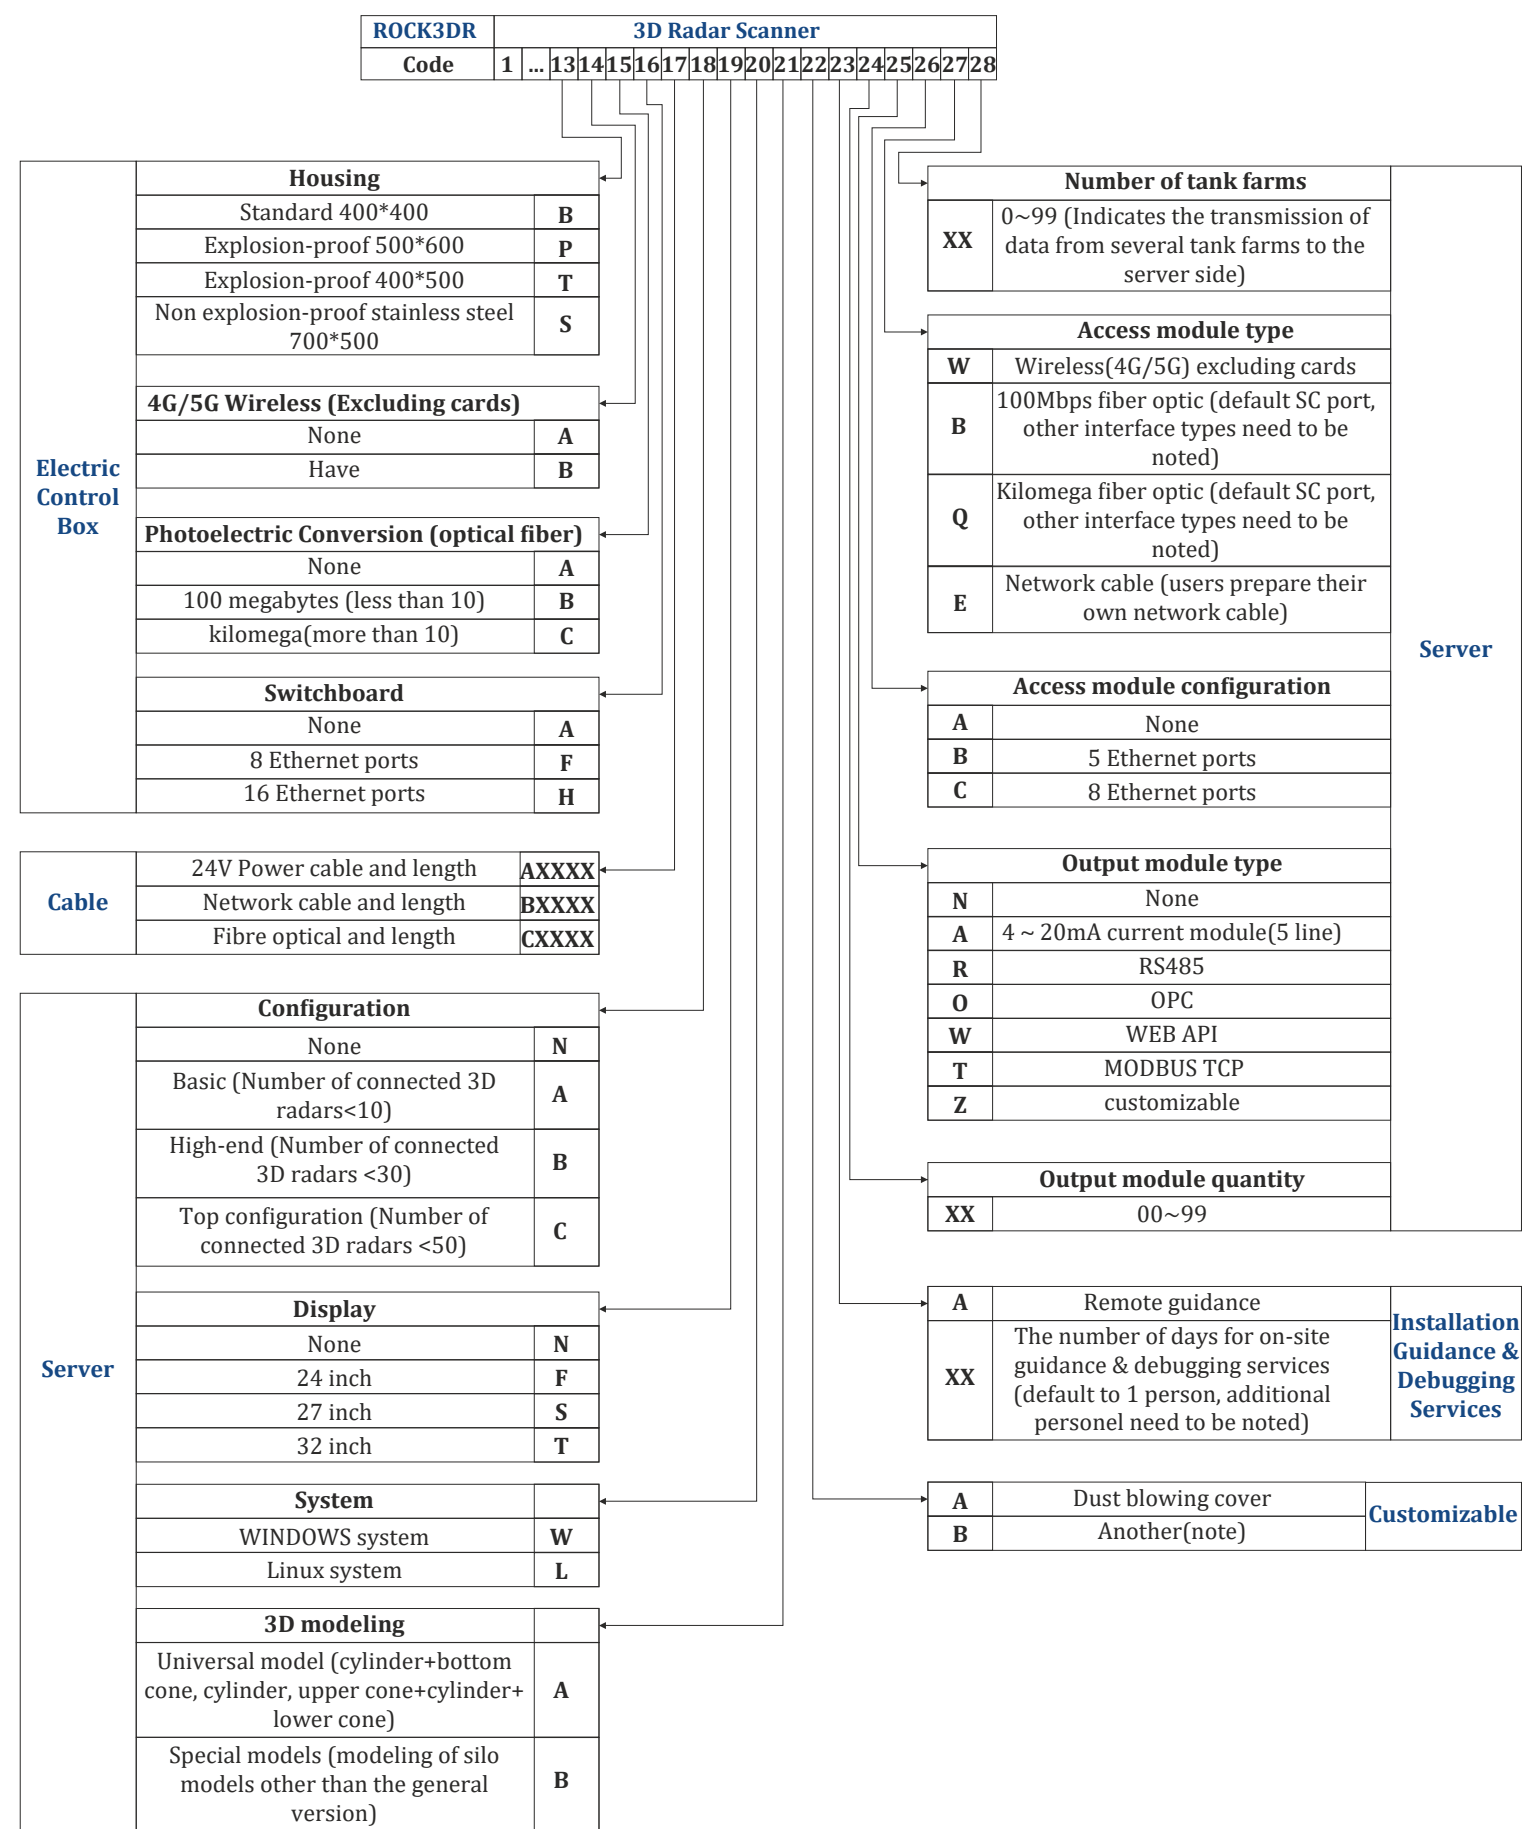 ROCK3DR 3D Radar Scanner
Code 1 ... 13 14 15 16 17 18 19 20 21 22 23 24 25 26 27 28
Electric
Control
Box
Housing
Standard 400*400 B
Explosion-proof 500*600 P
Explosion-proof 400*500 T
Non explosion-proof stainless steel
700*500
S
4G/5G Wireless (Excluding cards)
None A
Have B
Photoelectric Conversion (optical fiber)
None A
100 megabytes (less than 10) B
kilomega(more than 10) C
Switchboard
None A
8 Ethernet ports F
16 Ethernet ports H
Cable
24V Power cable and length AXXXX
Network cable and length BXXXX
Fibre optical and length CXXXX
Server
Configuration
None N
Basic (Number of connected 3D
radars<10)
A
High-end (Number of connected
3D radars <30)
B
Top configuration (Number of
connected 3D radars <50)
C
Display
None N
24 inch F
27 inch S
32 inch T
System
WINDOWS system W
Linux system L
3D modeling
Universal model (cylinder+bottom
cone, cylinder, upper cone+cylinder+
lower cone)
A
Special models (modeling of silo
models other than the general
version)
B
Number of tank farms
XX
0~99 (Indicates the transmission of
data from several tank farms to the
server side)
Access module type
W Wireless(4G/5G) excluding cards
B
100Mbps fiber optic (default SC port,
other interface types need to be
noted)
Q
Kilomega fiber optic (default SC port,
other interface types need to be
noted)
E
Network cable (users prepare their
own network cable)
Server
Access module configuration
A None
B 5 Ethernet ports
C 8 Ethernet ports
Output module type
N None
A 4 ~ 20mA current module(5 line)
R RS485
O OPC
W WEB API
T MODBUS TCP
Z customizable
Output module quantity
XX 00~99
A Remote guidance
XX
The number of days for on-site
guidance & debugging services
(default to 1 person, additional
personel need to be noted)
Installation
Guidance &
Debugging
Services
A Dust blowing cover
B Another(note)
Customizable